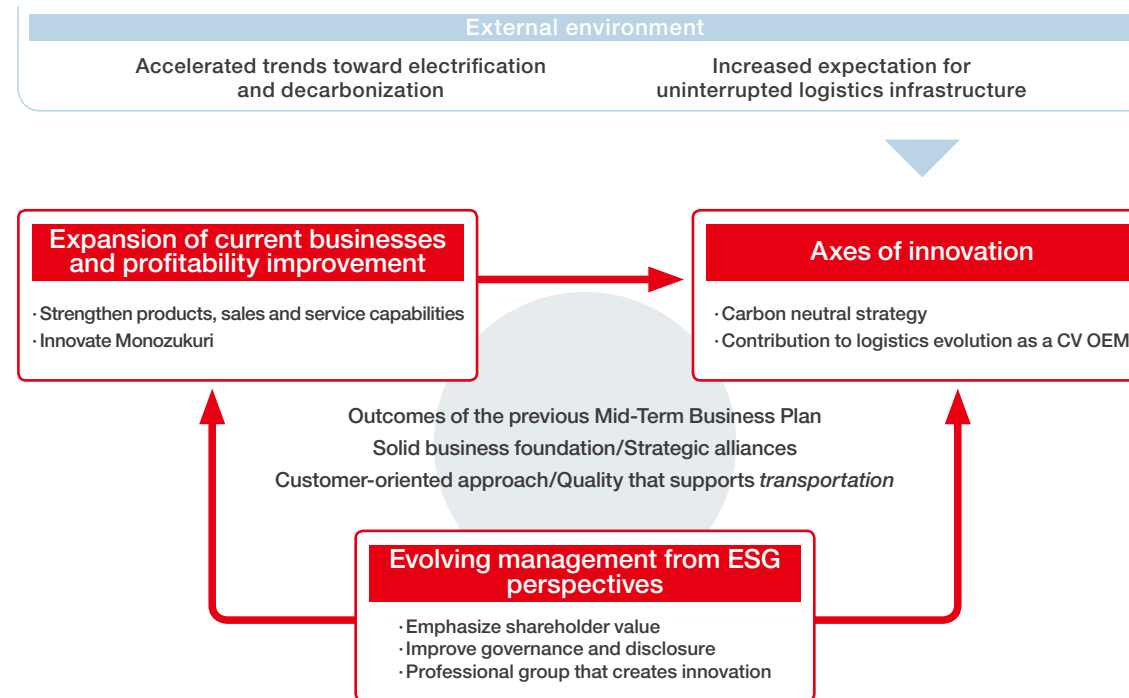 External environment
Accelerated trends toward electrification
and decarbonization
Increased expectation for
uninterrupted logistics infrastructure
Expansion of current businesses
and profitability improvement
· Strengthen products, sales and service capabilities
· Innovate Monozukuri
Axes of innovation
· Carbon neutral strategy
· Contribution to logistics evolution as a CV OEM
Outcomes of the previous Mid-Term Business Plan
Solid business foundation/Strategic alliances
Customer-oriented approach/Quality that supports transportation
Evolving management from ESG
perspectives
· Emphasize shareholder value
· Improve governance and disclosure
· Professional group that creates innovation